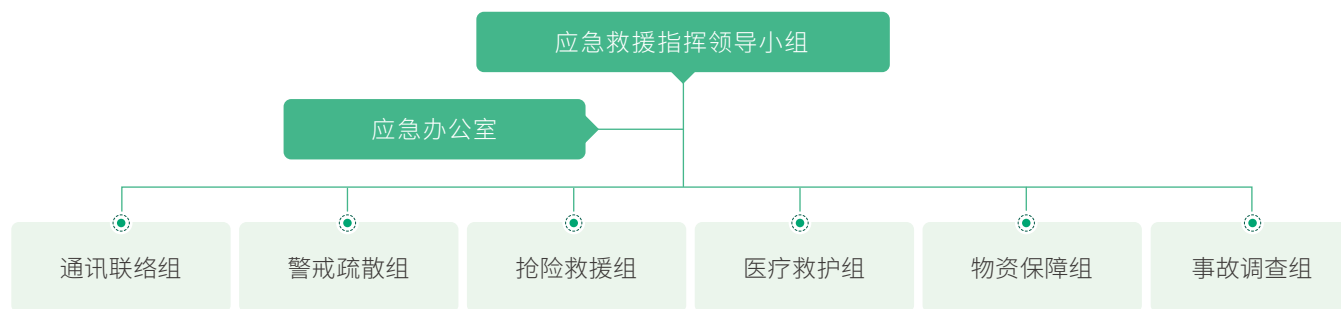 应急救援指挥领导小组
应急办公室
通讯联络组
警戒疏散组
抢险救援组
医疗救护组
物资保障组
事故调查组